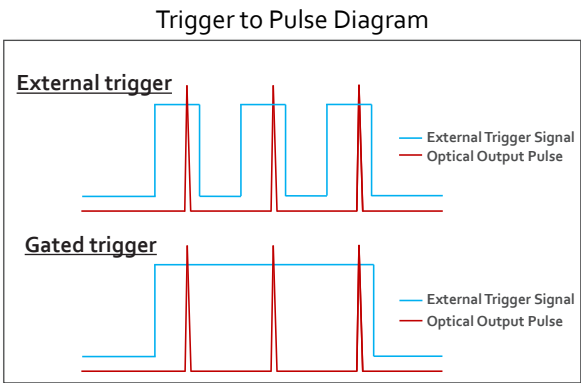 Trigger to Pulse Diagram
External trigger
External Trigger Signal
Optical Output Pulse
Gated trigger
External Trigger Signal
Optical Output Pulse